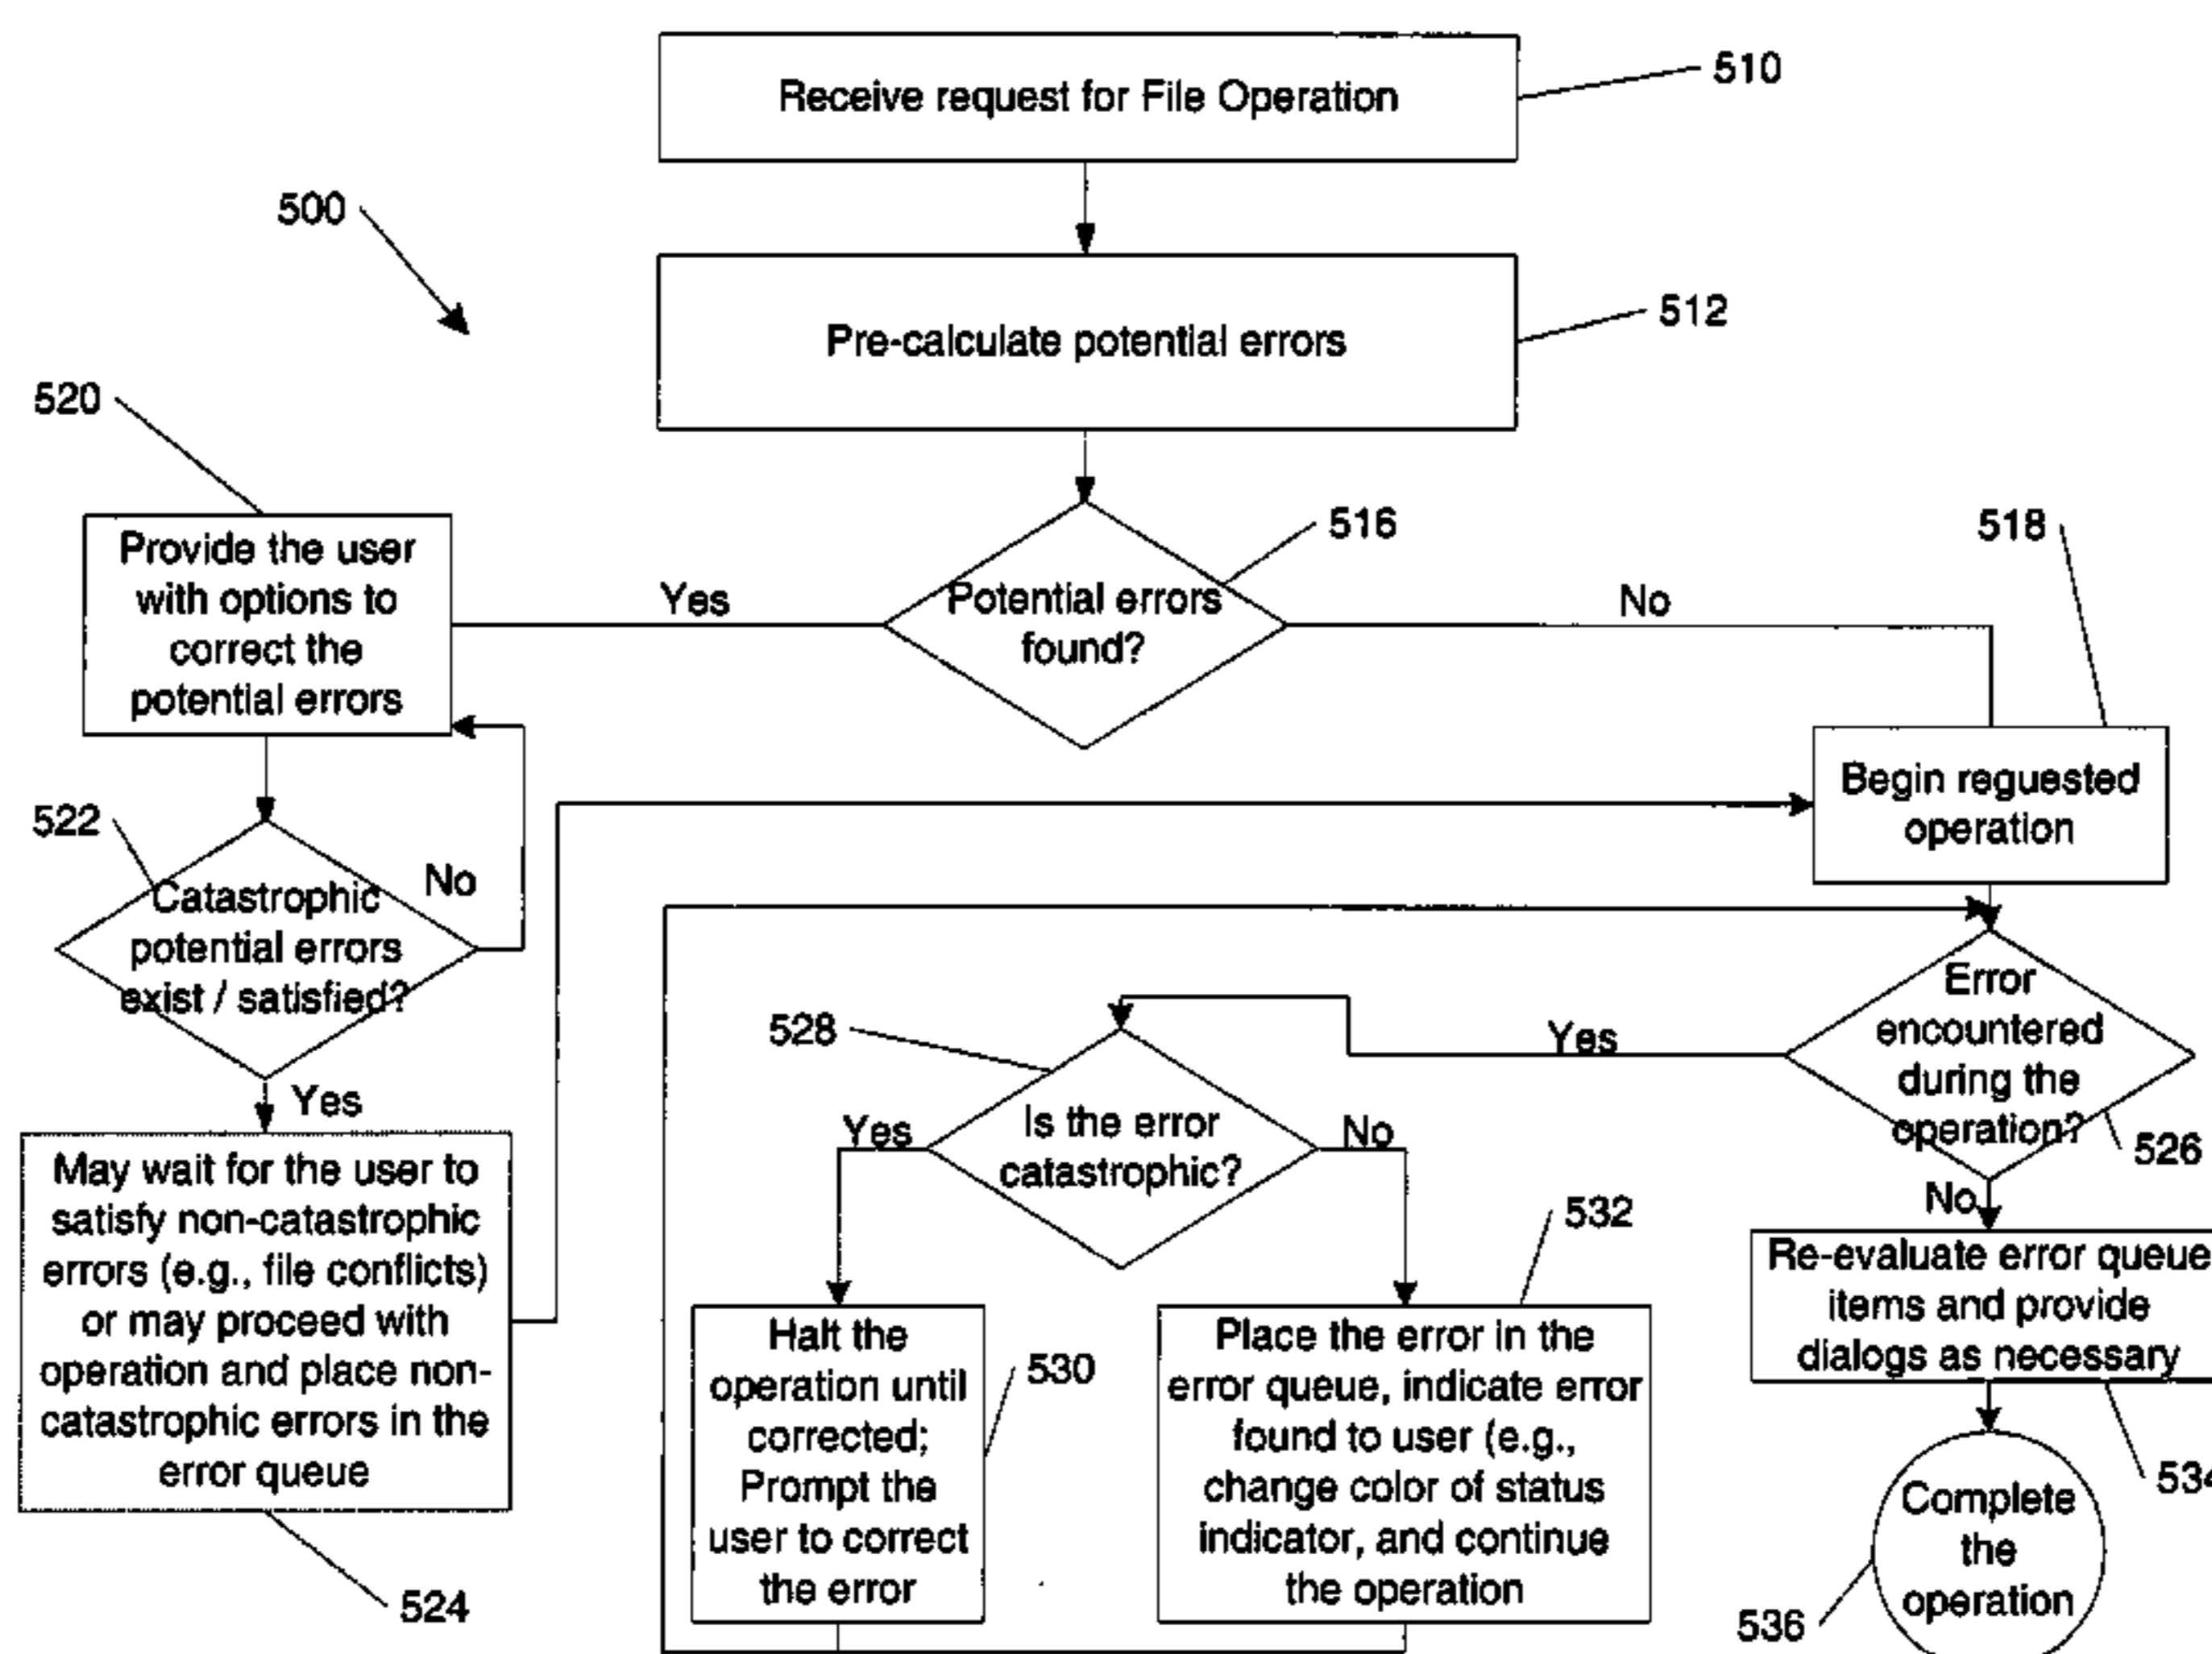 Receive request for File Operation
510
500
Pre-calculate potential errors
512
520
Provide the user
with options to
correct the
potential errors
Yes
Potential errors
found?
516
No
518
Begin reguested
operation
522
Catastrophic
potential errors
exist / satisfied?
No
Yes
May wait for the user to
satisfy non-catastrophic
errors (e.g., file conflicts)
or may proceed with
operation and place non-
catastrophic errors in the
error queue
524
Error
encountered
during the
operation?
526
Yes
528
Is the error
catastrophic?
Yes
No
Halt the
operation until
corrected;
Prompt the
user to correct
the error
530
532
Place the error in the
error queue, indicate error
found to user (e.g.,
change color of status
indicator, and continue
the operation
No
Re-evaluate error queue
items and provide
dialogs as necessary
534
Complete
the
operation
536